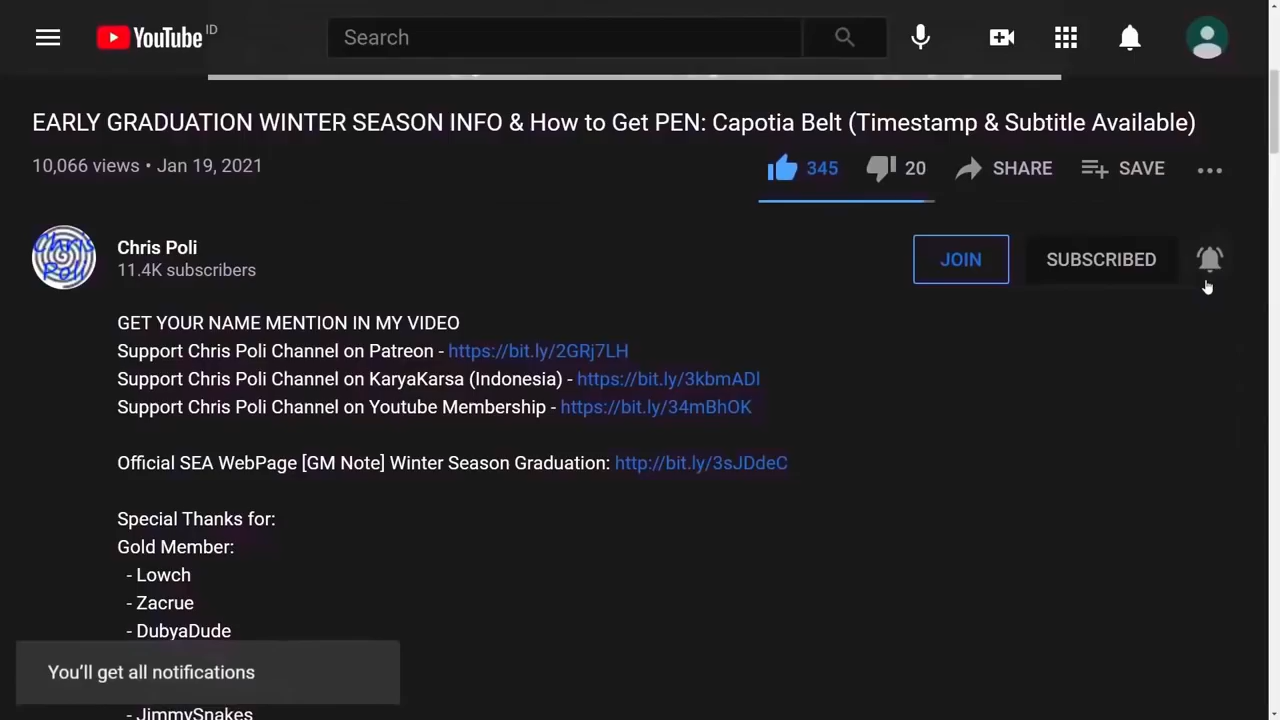 YouTube ID
Search
EARLY GRADUATION WINTER SEASON INFO & How to Get PEN: Capotia Belt (Timestamp & Subtitle Available)
10,066 views • Jan 19, 2021
345
20
SHARE
SAVE
Chris Poli
Chris Poli
11.4K subscribers
JOIN
SUBSCRIBED
GET YOUR NAME MENTION IN MY VIDEO
Support Chris Poli Channel on Patreon - https://bit.ly/2GRj7LH
Support Chris Poli Channel on KaryaKarsa (Indonesia) - https://bit.ly/3kbmADl
Support Chris Poli Channel on Youtube Membership - https://bit.ly/34mBhOK
Official SEA WebPage [GM Note] Winter Season Graduation: http://bit.ly/3sJDdeC
Special Thanks for:
Gold Member:
- Lowch
- Zacrue
- DubyaDude
You'll get all notifications
- JimmySnakes